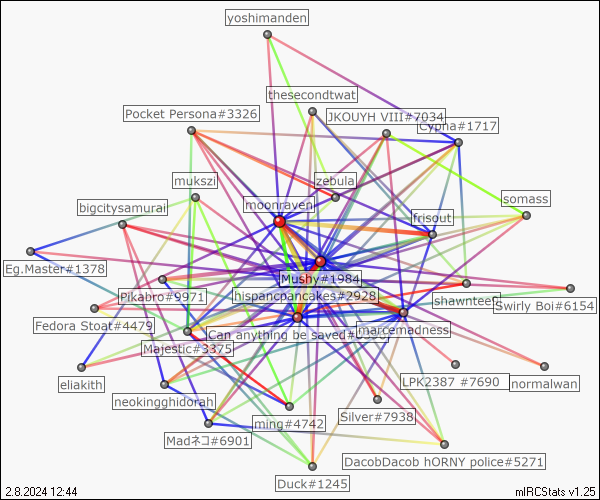 yoshimanden
thesecondtwat
Pocket Persona#3326
JKOUYH VIII#7034
Cypha#1717
mukszi
zebula
bigcitysamurai
moonrayen
frisout
somass
Eg.Master#1378
Mushy#1984
Pikabro#9971
hispancpancakes#2928
shawnteet
Swirly Boi#6154
Fedora Stoat#4479
Can anything be saved
marcemadness
Majestic#3375
eliakith
LPK2387 #7690
normalwan
neokingghidorah
ming#4742
Silver#7938
Madネコ#6901
DacobDacob hORNY police#5271
Duck#1245
2.8.2024 12:44
mIRCStats v1.25